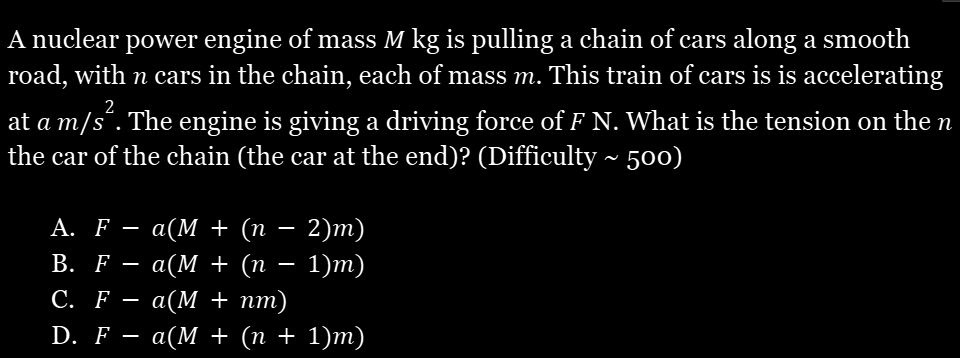 A nuclear power engine of mass M kg is pulling a chain of cars along a smooth
road, with n cars in the chain, each of mass m. This train of cars is is accelerating
at a m/s². The engine is giving a driving force of F N. What is the tension on the n
the car of the chain (the car at the end)? (Difficulty ~ 500)
A. F − a(M + (n − 2)m)
B. F − a(M + (n − 1)m)
C. F − a(M + nm)
D. F − a(M + (n + 1)m)